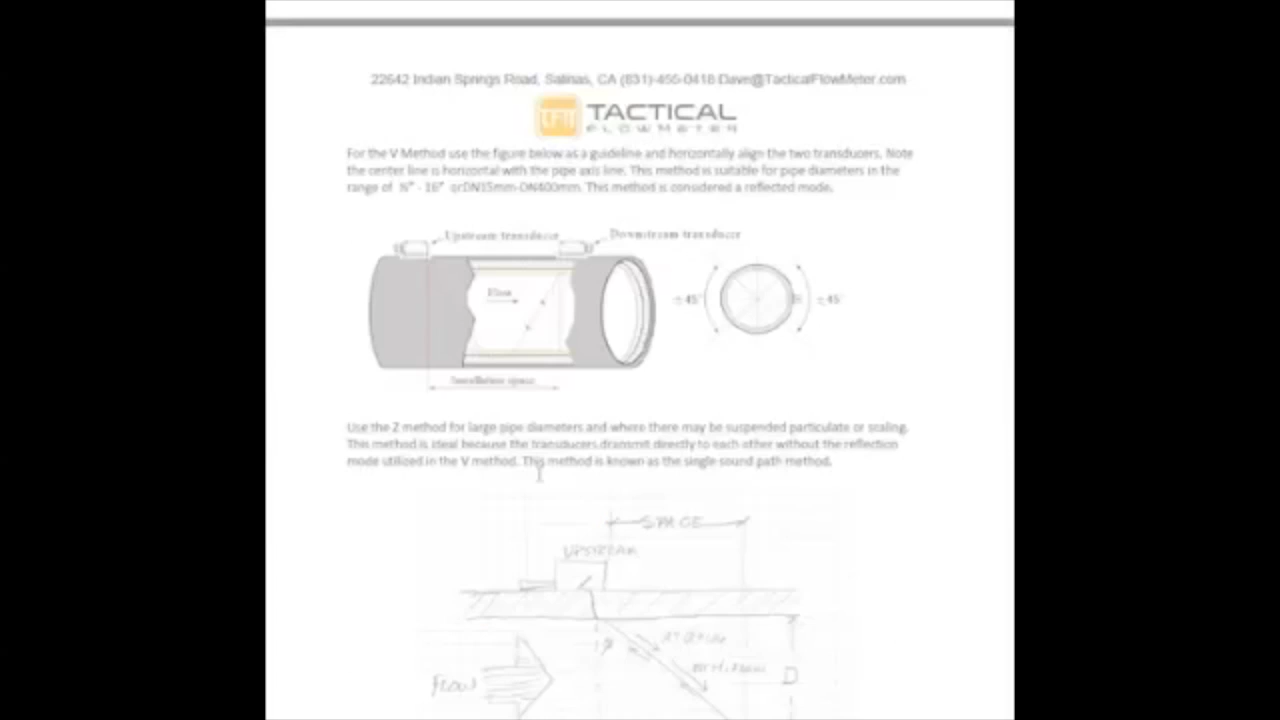 22642 Indian Springs Road, Salinas, CA (831)-455-0418 Dave@TacticalFlowMeter.com
TFM TACTICAL
FLOWMETER
For the V Method use the figure below as a guideline and horizontally align the two transducers. Note
the center line is horizontal with the pipe axis line. This method is suitable for pipe diameters in the
range of ½" - 16" orDN15mm-DN400mm. This method is considered a reflected mode.
Upstream transducer Downstream transducer
Flow
±45° ±45°
Installation space
Use the Z method for large pipe diameters and where there may be suspended particulate or scaling.
This method is ideal because the transducers transmit directly to each other without the reflection
mode utilized in the V method. This method is known as the single sound path method.
SPACE
UPSTREAM
FLOW
D